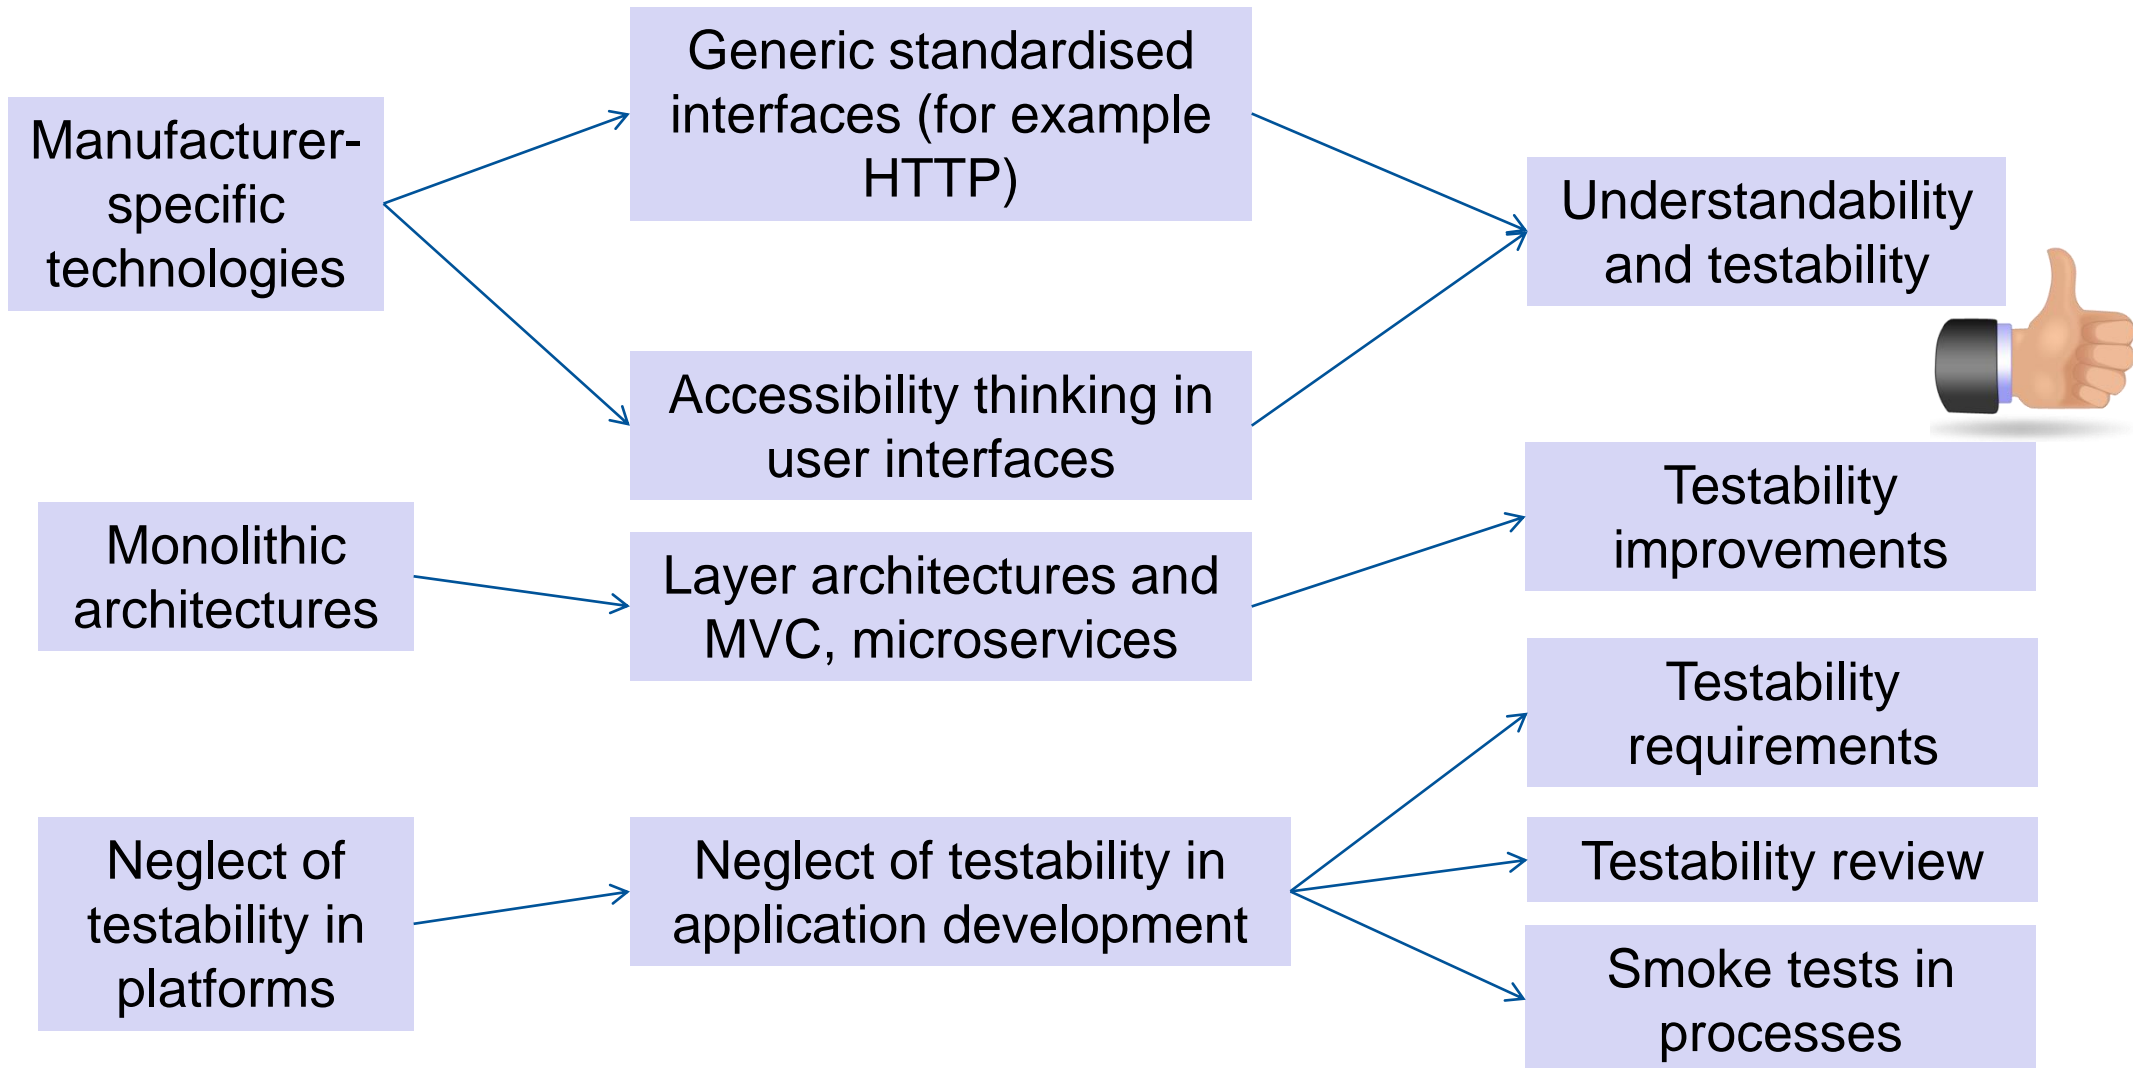 Manufacturer-
specific
technologies
Generic standardised
interfaces (for example
HTTP)
Understandability
and testability
Accessibility thinking in
user interfaces
Monolithic
architectures
Layer architectures and
MVC, microservices
Testability
improvements
Neglect of
testability in
platforms
Neglect of testability in
application development
Testability
requirements
Testability review
Smoke tests in
processes